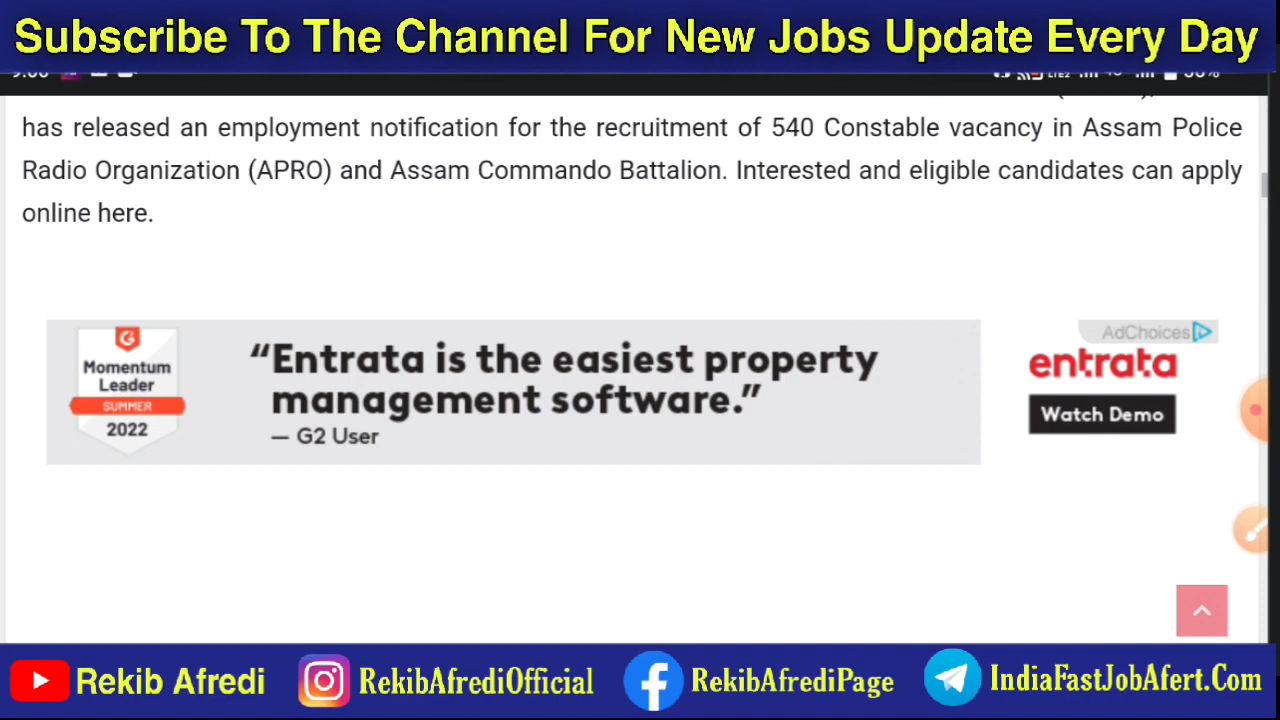 Subscribe To The Channel For New Jobs Update Every Day
has released an employment notification for the recruitment of 540 Constable vacancy in Assam Police
Radio Organization (APRO) and Assam Commando Battalion. Interested and eligible candidates can apply
online here.
AdChoices
Momentum
Leader
SUMMER
2022
“Entrata is the easiest property
management software.”
— G2 User
entrata
Watch Demo
Rekib Afredi
RekibAfrediOfficial
RekibAfrediPage
IndiaFastJobAfert.Com